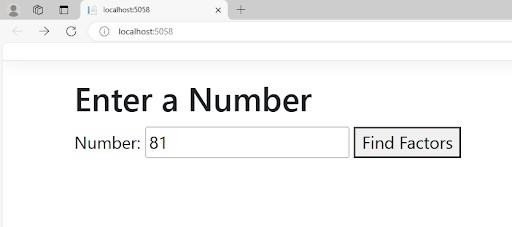 localhost:5058
localhost:5058
Enter a Number
Number: 81 Find Factors